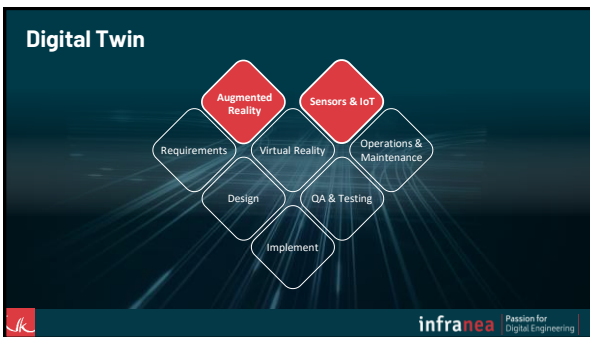 Digital Twin
Augmented
Reality
Sensors & IoT
Requirements
Virtual Reality
Operations &
Maintenance
Design
QA & Testing
Implement
infranea
Passion for
Digital Engineering